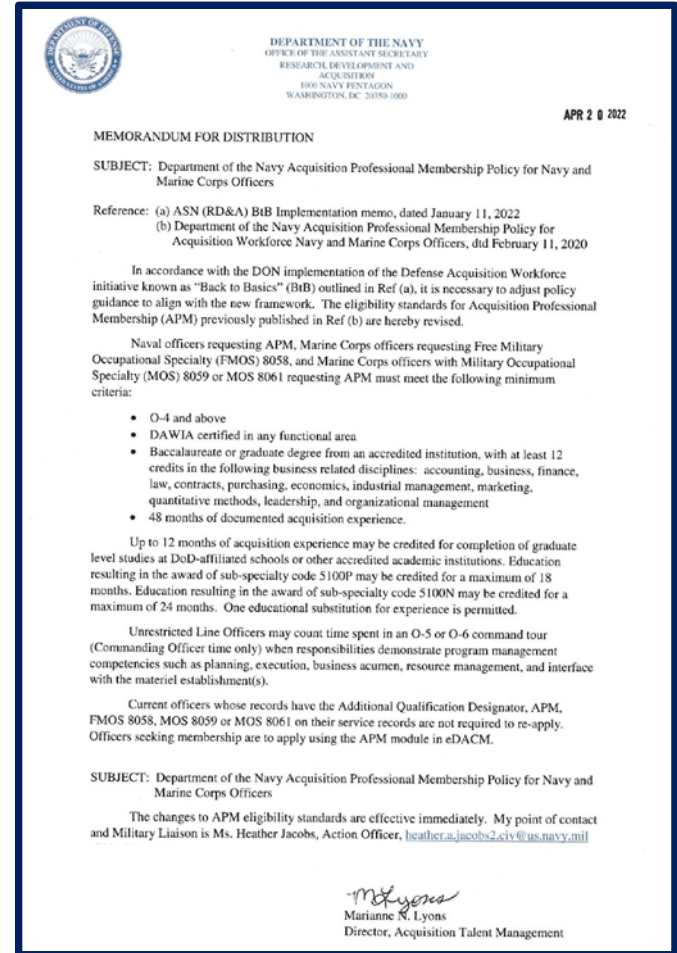 DEPARTMENT OF DEFENSE
UNITED STATES OF AMERICA
DEPARTMENT OF THE NAVY
OFFICE OF THE ASSISTANT SECRETARY
RESEARCH, DEVELOPMENT AND
ACQUISITION
1000 NAVY PENTAGON
WASHINGTON, DC 20350-1000
APR 20 2022
MEMORANDUM FOR DISTRIBUTION
SUBJECT: Department of the Navy Acquisition Professional Membership Policy for Navy and
Marine Corps Officers
Reference: (a) ASN (RD&A) BtB Implementation memo, dated January 11, 2022
(b) Department of the Navy Acquisition Professional Membership Policy for
Acquisition Workforce Navy and Marine Corps Officers, dtd February 11, 2020
In accordance with the DON implementation of the Defense Acquisition Workforce
initiative known as "Back to Basics" (BtB) outlined in Ref (a), it is necessary to adjust policy
guidance to align with the new framework. The eligibility standards for Acquisition Professional
Membership (APM) previously published in Ref (b) are hereby revised.
Naval officers requesting APM, Marine Corps officers requesting Free Military
Occupational Specialty (FMOS) 8058, and Marine Corps officers with Military Occupational
Specialty (MOS) 8059 or MOS 8061 requesting APM must meet the following minimum
criteria:
• O-4 and above
• DAWIA certified in any functional area
• Baccalaureate or graduate degree from an accredited institution, with at least 12
credits in the following business related disciplines: accounting, business, finance,
law, contracts, purchasing, economics, industrial management, marketing,
quantitative methods, leadership, and organizational management
• 48 months of documented acquisition experience.
Up to 12 months of acquisition experience may be credited for completion of graduate
level studies at DoD-affiliated schools or other accredited academic institutions. Education
resulting in the award of sub-specialty code 5100P may be credited for a maximum of 18
months. Education resulting in the award of sub-specialty code 5100N may be credited for a
maximum of 24 months. One educational substitution for experience is permitted.
Unrestricted Line Officers may count time spent in an O-5 or O-6 command tour
(Commanding Officer time only) when responsibilities demonstrate program management
competencies such as planning, execution, business acumen, resource management, and interface
with the materiel establishment(s).
Current officers whose records have the Additional Qualification Designator, APM,
FMOS 8058, MOS 8059 or MOS 8061 on their service records are not required to re-apply.
Officers seeking membership are to apply using the APM module in eDACM.
SUBJECT: Department of the Navy Acquisition Professional Membership Policy for Navy and
Marine Corps Officers
The changes to APM eligibility standards are effective immediately. My point of contact
and Military Liaison is Ms. Heather Jacobs, Action Officer, heather.a.jacobs2.civ@us.navy.mil
MLyons
Marianne N. Lyons
Director, Acquisition Talent Management